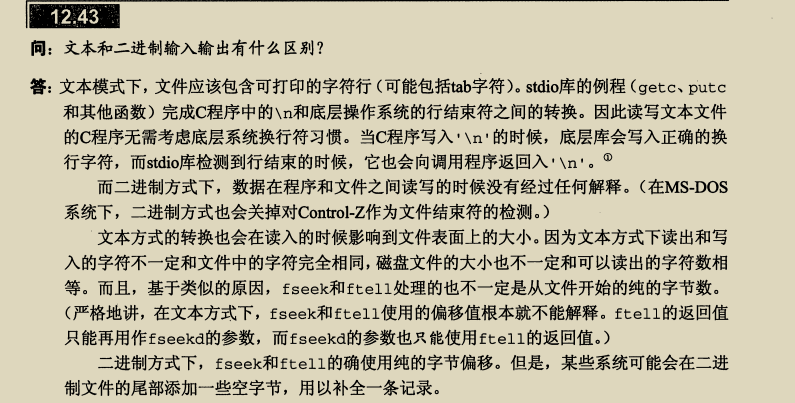 12.43
问：文本和二进制输入输出有什么区别？
答：文本模式下，文件应该包含可打印的字符行（可能包括tab字符）。stdio库的例程（getc、putc
和其他函数）完成C程序中的\n和底层操作系统的行结束符之间的转换。因此读写文本文件
的C程序无需考虑底层系统换行符习惯。当C程序写入'\n'的时候，底层库会写入正确的换
行字符，而stdio库检测到行结束的时候，它也会向调用程序返回入'\n'。①
而二进制方式下，数据在程序和文件之间读写的时候没有经过任何解释。（在MS-DOS
系统下，二进制方式也会关掉对Control-Z作为文件结束符的检测。）
文本方式的转换也会在读入的时候影响到文件表面上的大小。因为文本方式下读出和写
入的字符不一定和文件中的字符完全相同，磁盘文件的大小也不一定和可以读出的字符数相
等。而且，基于类似的原因，fseek和ftell处理的也不一定是从文件开始的纯的字节数。
（严格地讲，在文本方式下，fseek和ftell使用的偏移值根本就不能解释。ftell的返回值
只能再用作fseekd的参数，而fseekd的参数也只能使用ftell的返回值。）
二进制方式下，fseek和ftell的确使用纯的字节偏移。但是，某些系统可能会在二进
制文件的尾部添加一些空字节，用以补全一条记录。